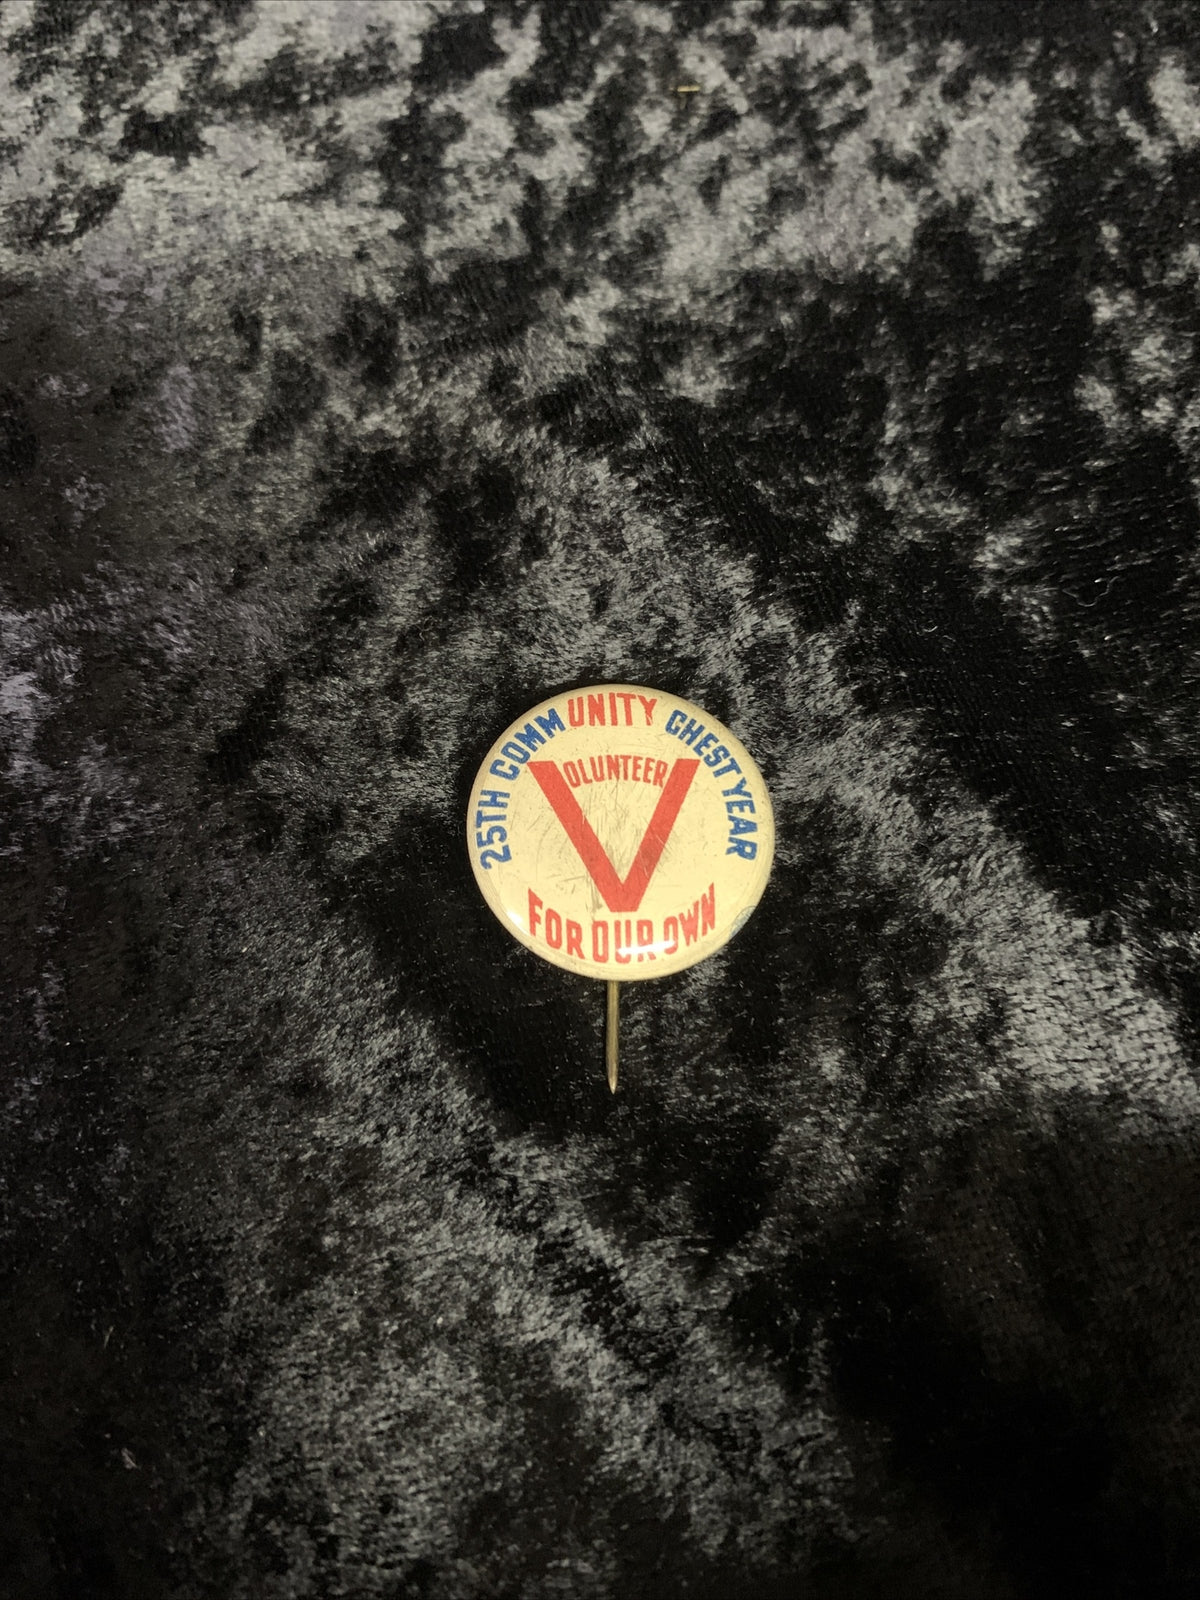 25TH COMMUNITY CHEST YEAR
VOLUNTEER
FOR OUR OWN